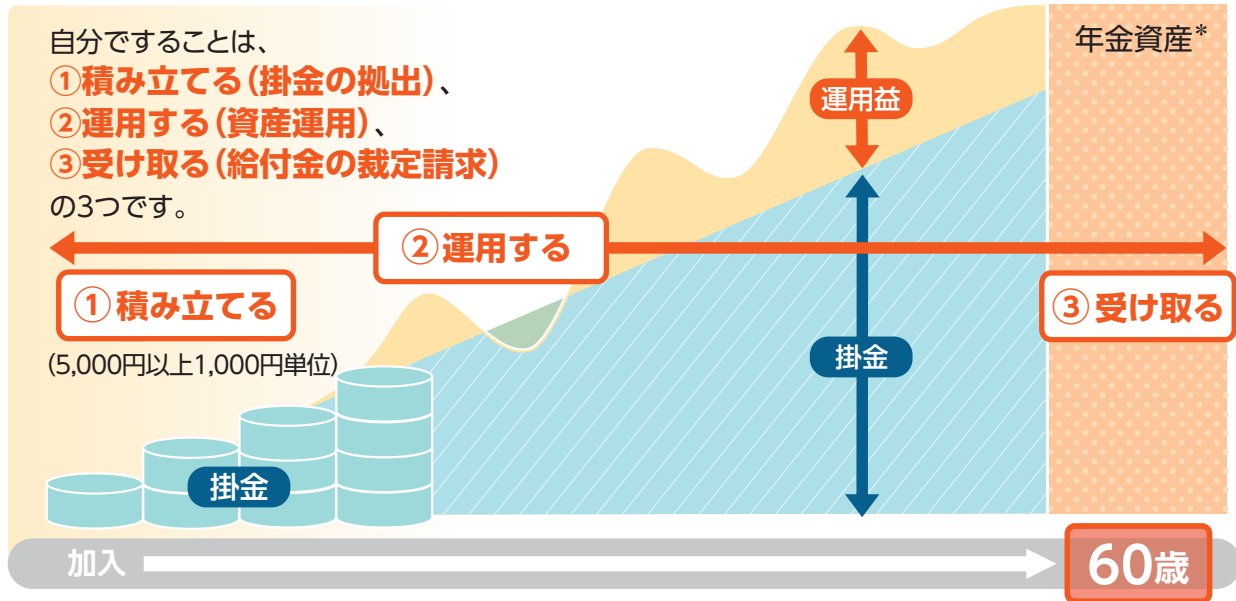 自分ですることは、
①積み立てる(掛金の拠出)、
②運用する(資産運用)、
③受け取る(給付金の裁定請求)
の3つです。
年金資産*
運用益
②運用する
①積み立てる
(5,000円以上1,000円単位)
③受け取る
掛金
掛金
加入
60歳